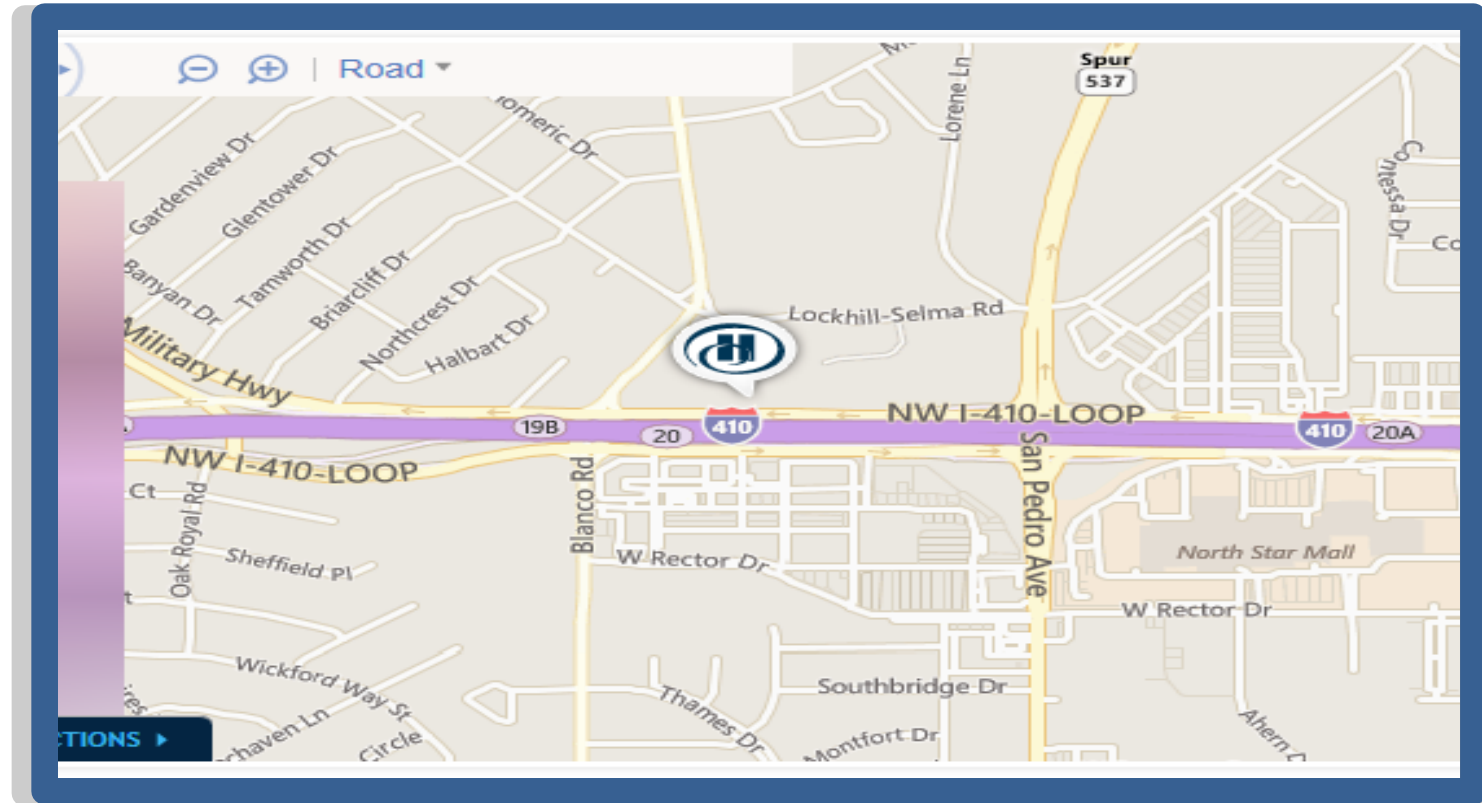 Road
Spur
537
Lorene Ln
Contessa Dr
Gardenview Dr
Glentower Dr
Tamworth Dr
Banyan Dr
Briarcliff Dr
Northcrest Dr
Halbart Dr
Military Hwy
Lockhill-Selma Rd
H
NW I-410-LOOP
19B
20
410
410
20A
NW I-410-LOOP
Ct
Oak Royal Rd
Blanco Rd
San Pedro Ave
Sheffield Pl
W Rector Dr
North Star Mall
W Rector Dr
Wickford Way St
Southbridge Dr
Thames Dr
Montfort Dr
Circle
CTIONS